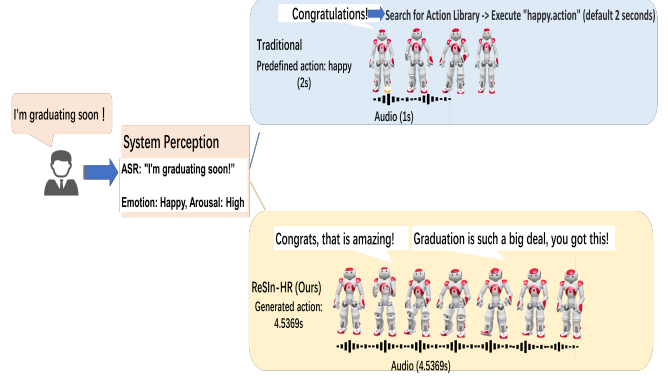 Congratulations!
Search for Action Library -> Execute "happy.action" (default 2 seconds)
Traditional
Predefined action: happy
(2s)
Audio (1s)
I'm graduating soon!
System Perception
ASR: "I'm graduating soon!"
Emotion: Happy, Arousal: High
Congrats, that is amazing!
Graduation is such a big deal, you got this!
ReSIn-HR (Ours)
Generated action:
4.5369s
Audio (4.5369s)